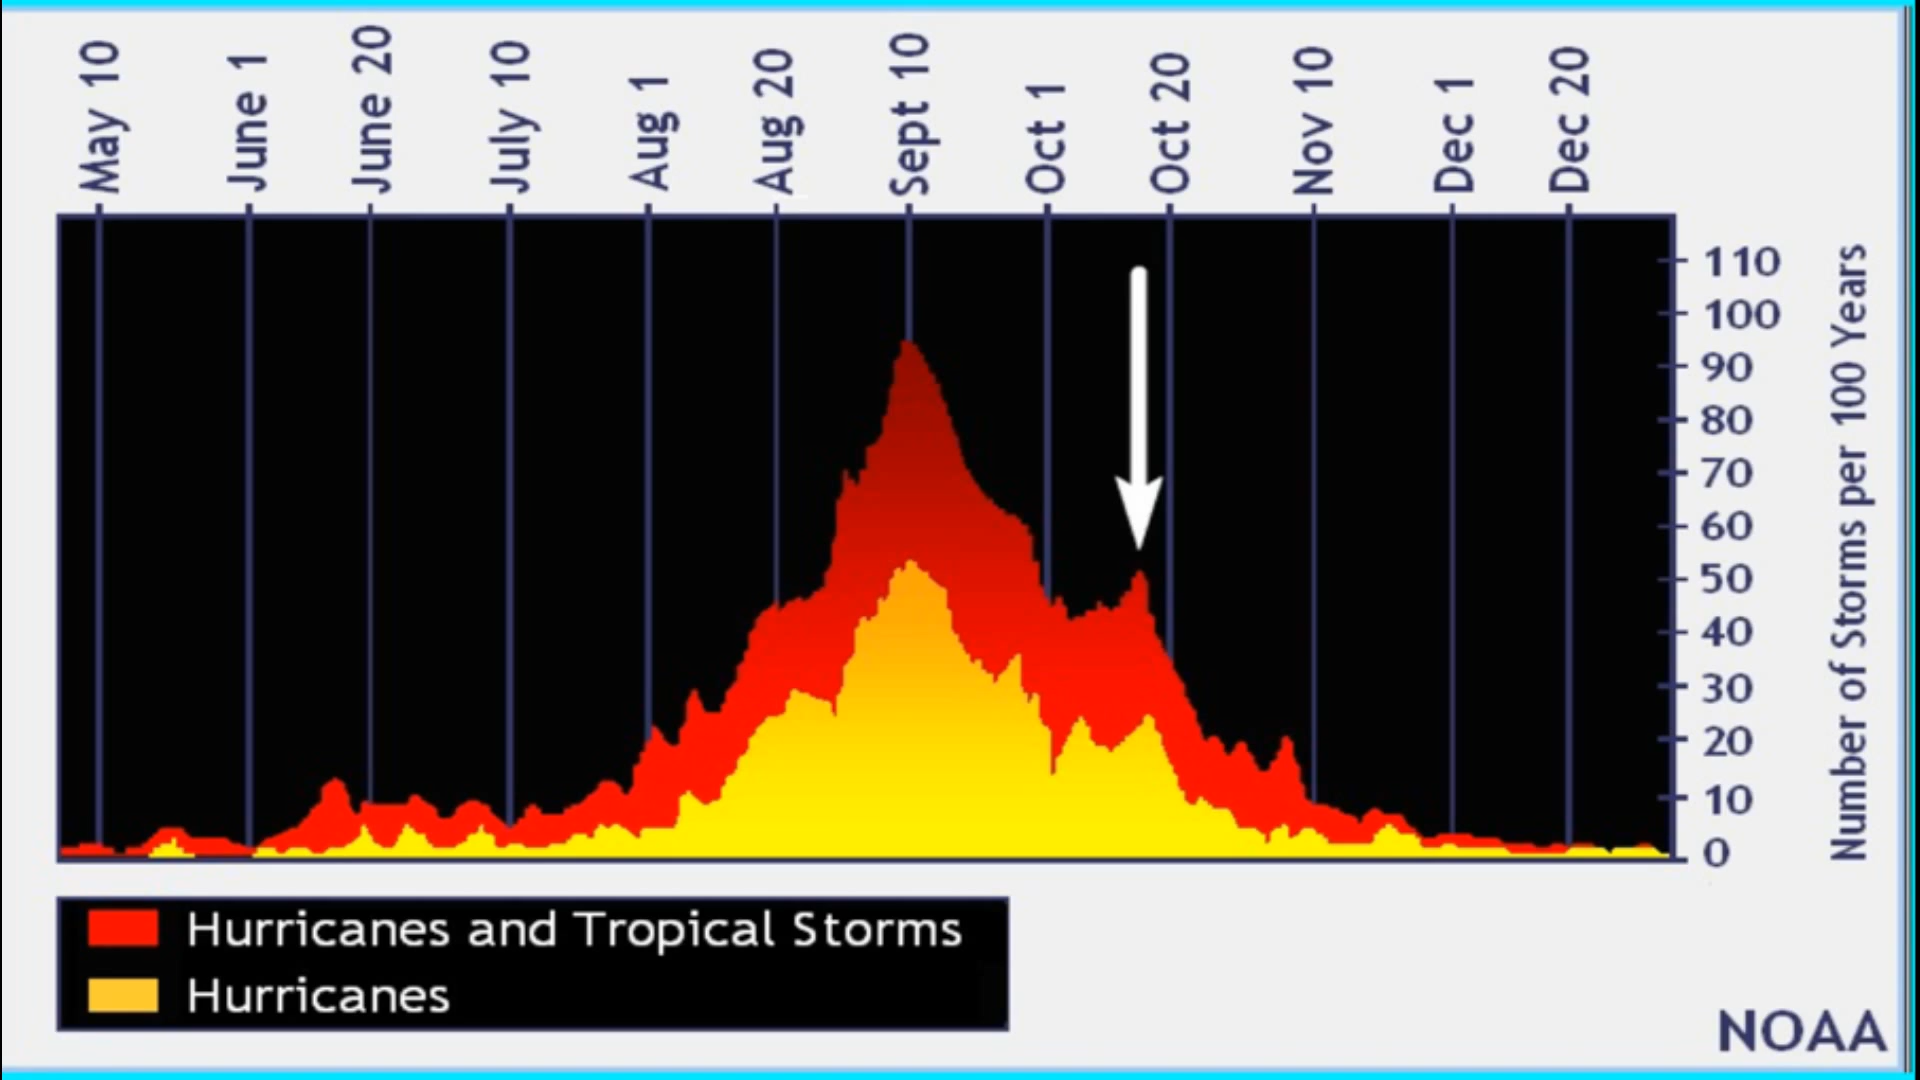 May 10
June 1
June 20
July 10
Aug 1
Aug 20
Sept 10
Oct 1
Oct 20
Nov 10
Dec 1
Dec 20
110
100
90
80
70
60
50
40
30
20
10
0
Number of Storms per 100 Years
Hurricanes and Tropical Storms
Hurricanes
NOAA